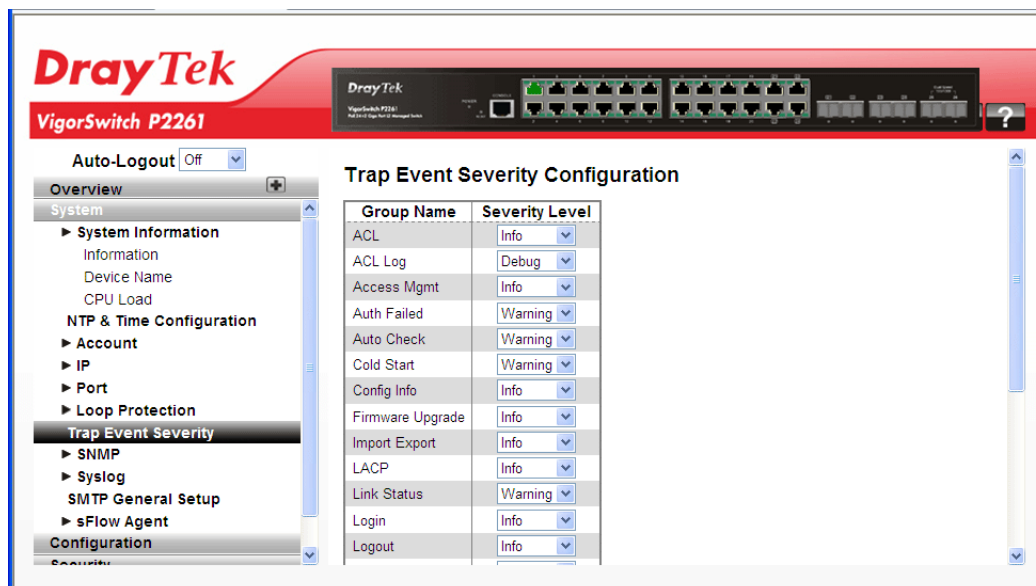 DrayTek
VigorSwitch P2261
DrayTek
VigorSwitch P2261
?
Auto-Logout Off
Overview
System
System Information
Information
Device Name
CPU Load
NTP & Time Configuration
Account
IP
Port
Loop Protection
Trap Event Severity
SNMP
Syslog
SMTP General Setup
sFlow Agent
Configuration
Security
Trap Event Severity Configuration
Group Name Severity Level
ACL Info
ACL Log Debug
Access Mgmt Info
Auth Failed Warning
Auto Check Warning
Cold Start Warning
Config Info Info
Firmware Upgrade Info
Import Export Info
LACP Info
Link Status Warning
Login Info
Logout Info